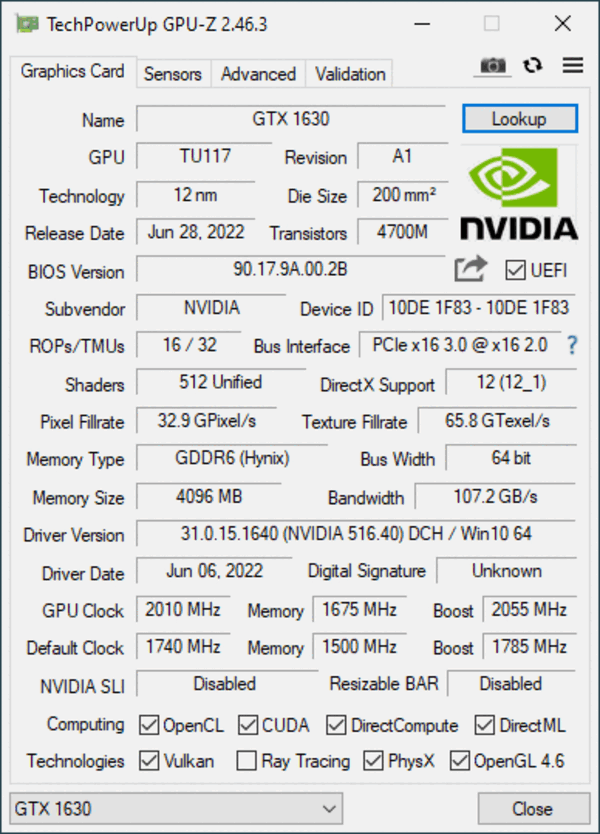 TechPowerUp GPU-Z 2.46.3
Graphics Card Sensors Advanced Validation
Name GTX 1630 Lookup
GPU TU117 Revision A1
Technology 12 nm Die Size 200 mm²
Release Date Jun 28, 2022 Transistors 4700M
NVIDIA
BIOS Version 90.17.9A.00.2B UEFI
Subvendor NVIDIA Device ID 10DE 1F83 - 10DE 1F83
ROPs/TMUs 16 / 32 Bus Interface PCIe x16 3.0 @ x16 2.0 ?
Shaders 512 Unified DirectX Support 12 (12_1)
Pixel Fillrate 32.9 GPixel/s Texture Fillrate 65.8 GTexel/s
Memory Type GDDR6 (Hynix) Bus Width 64 bit
Memory Size 4096 MB Bandwidth 107.2 GB/s
Driver Version 31.0.15.1640 (NVIDIA 516.40) DCH / Win10 64
Driver Date Jun 06, 2022 Digital Signature Unknown
GPU Clock 2010 MHz Memory 1675 MHz Boost 2055 MHz
Default Clock 1740 MHz Memory 1500 MHz Boost 1785 MHz
NVIDIA SLI Disabled Resizable BAR Disabled
Computing OpenCL CUDA DirectCompute DirectML
Technologies Vulkan Ray Tracing PhysX OpenGL 4.6
GTX 1630 Close